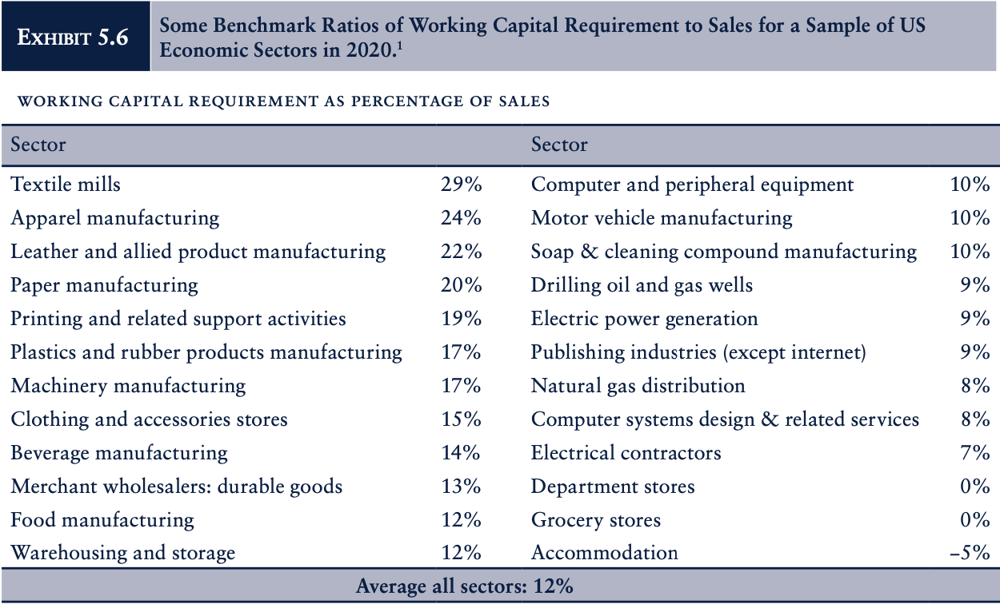 EXHIBIT 5.6
Some Benchmark Ratios of Working Capital Requirement to Sales for a Sample of US
Economic Sectors in 2020.¹
WORKING CAPITAL REQUIREMENT AS PERCENTAGE OF SALES
Sector Sector
Textile mills 29% Computer and peripheral equipment 10%
Apparel manufacturing 24% Motor vehicle manufacturing 10%
Leather and allied product manufacturing 22% Soap & cleaning compound manufacturing 10%
Paper manufacturing 20% Drilling oil and gas wells 9%
Printing and related support activities 19% Electric power generation 9%
Plastics and rubber products manufacturing 17% Publishing industries (except internet) 9%
Machinery manufacturing 17% Natural gas distribution 8%
Clothing and accessories stores 15% Computer systems design & related services 8%
Beverage manufacturing 14% Electrical contractors 7%
Merchant wholesalers: durable goods 13% Department stores 0%
Food manufacturing 12% Grocery stores 0%
Warehousing and storage 12% Accommodation –5%
Average all sectors: 12%